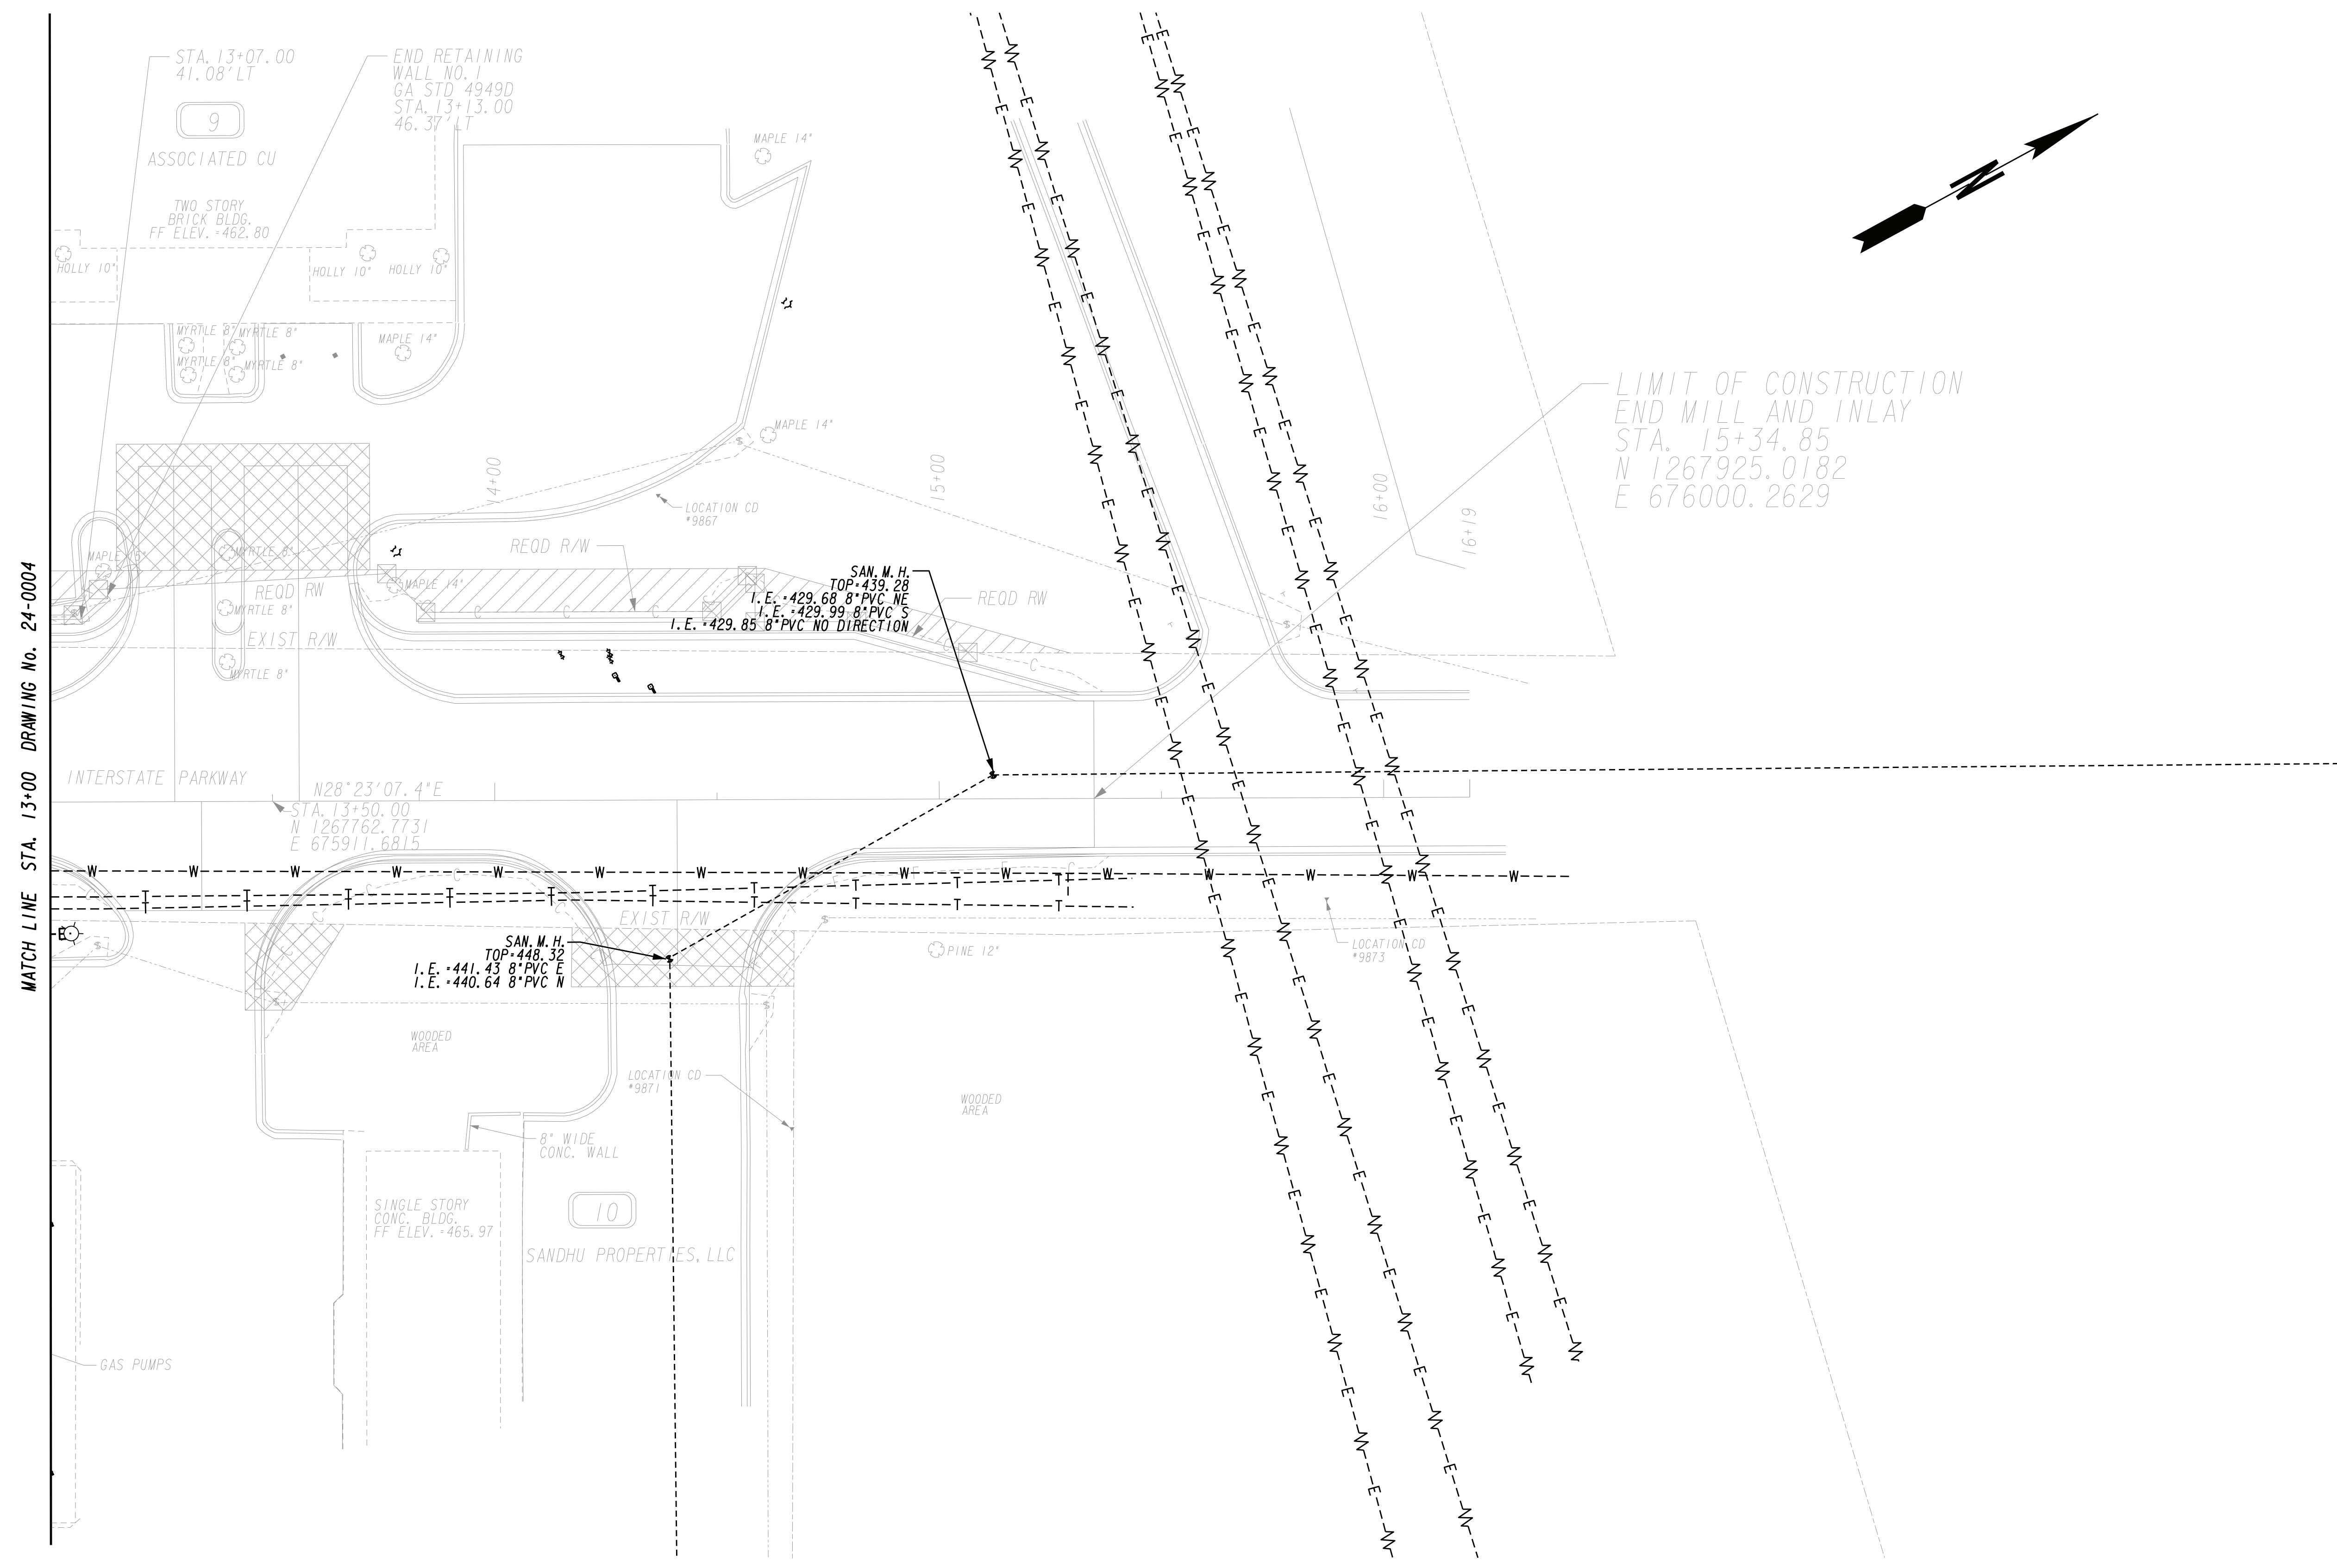 STA. 13+07.00
41.08' LT
END RETAINING
WALL NO. 1
GA STD 4949D
STA. 13+13.00
46.37' LT
9
ASSOCIATED CU
TWO STORY
BRICK BLDG.
FF ELEV.=462.80
HOLLY 10"
HOLLY 10"
HOLLY 10"
MAPLE 14"
N
MYRTLE 8"
MYRTLE 8"
MYRTLE 8"
MYRTLE 8"
MAPLE 14"
MAPLE 14"
LIMIT OF CONSTRUCTION
END MILL AND INLAY
STA. 15+34.85
N 1267925.0182
E 676000.2629
14+00
15+00
16+00
16+19
LOCATION CD
#9867
REQD R/W
MYRTLE 8"
MAPLE 14"
REQD RW
MYRTLE 8"
EXIST R/W
MYRTLE 8"
SAN. M. H.
TOP=439.28
I.E.=429.68 8"PVC NE
I.E.=429.99 8"PVC S
I.E.=429.85 8"PVC NO DIRECTION
REQD RW
MATCH LINE STA. 13+00 DRAWING No. 24-0004
INTERSTATE PARKWAY
N28°23'07.4"E
STA. 13+50.00
N 1267762.7731
E 675911.6815
EXIST R/W
SAN. M. H.
TOP=448.32
I.E.=441.43 8"PVC E
I.E.=440.64 8"PVC N
PINE 12"
LOCATION CD
#9873
WOODED
AREA
LOCATION CD
#9871
WOODED
AREA
8" WIDE
CONC. WALL
SINGLE STORY
CONC. BLDG.
FF ELEV.=465.97
10
SANDHU PROPERTIES, LLC
GAS PUMPS